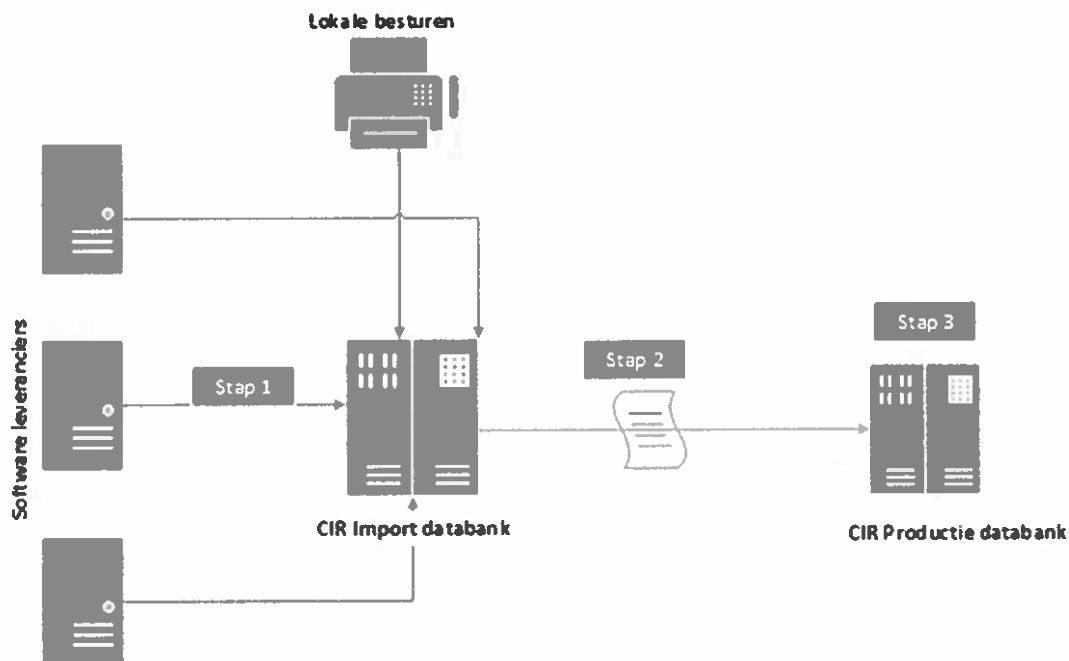 Lokale besturen
Software leveranciers
Stap 1
Stap 2
Stap 3
CIR Import databank
CIR Productie databank